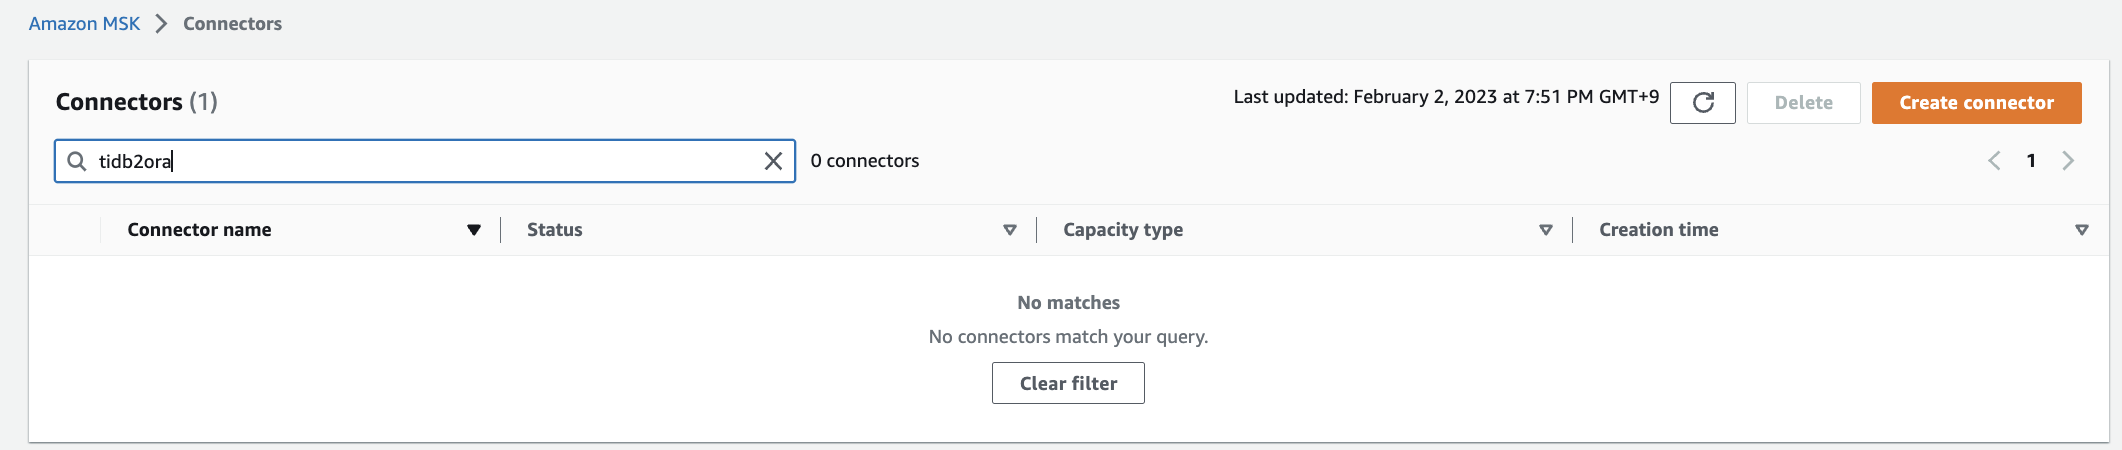 Amazon MSK > Connectors
Connectors (1)
Last updated: February 2, 2023 at 7:51 PM GMT+9
Delete
Create connector
tidb2ora
0 connectors
1
Connector name
Status
Capacity type
Creation time
No matches
No connectors match your query.
Clear filter